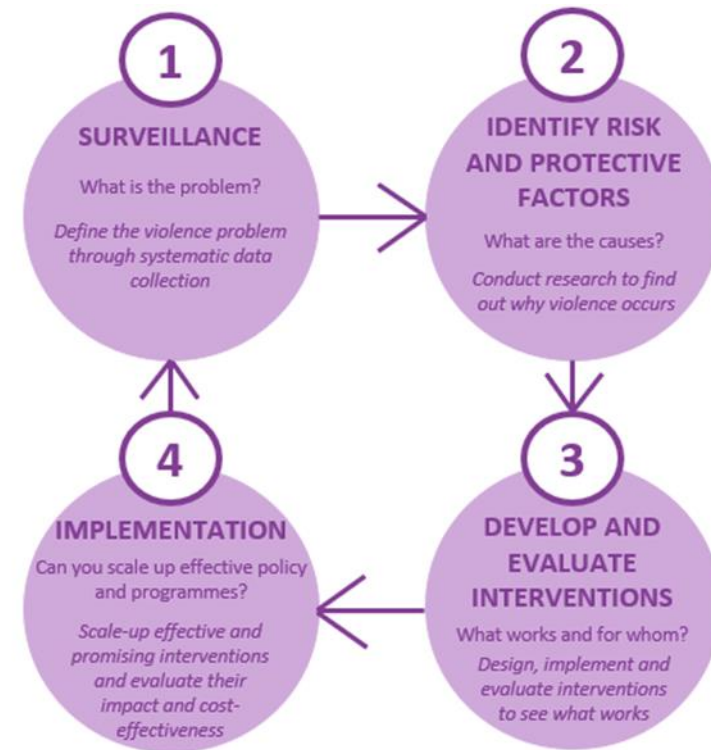 1
SURVEILLANCE
What is the problem?
Define the violence problem
through systematic data
collection
2
IDENTIFY RISK
AND PROTECTIVE
FACTORS
What are the causes?
Conduct research to find
out why violence occurs
3
DEVELOP AND
EVALUATE
INTERVENTIONS
What works and for whom?
Design, implement and
evaluate interventions
to see what works
4
IMPLEMENTATION
Can you scale up effective policy
and programmes?
Scale-up effective and
promising interventions
and evaluate their
impact and cost-
effectiveness